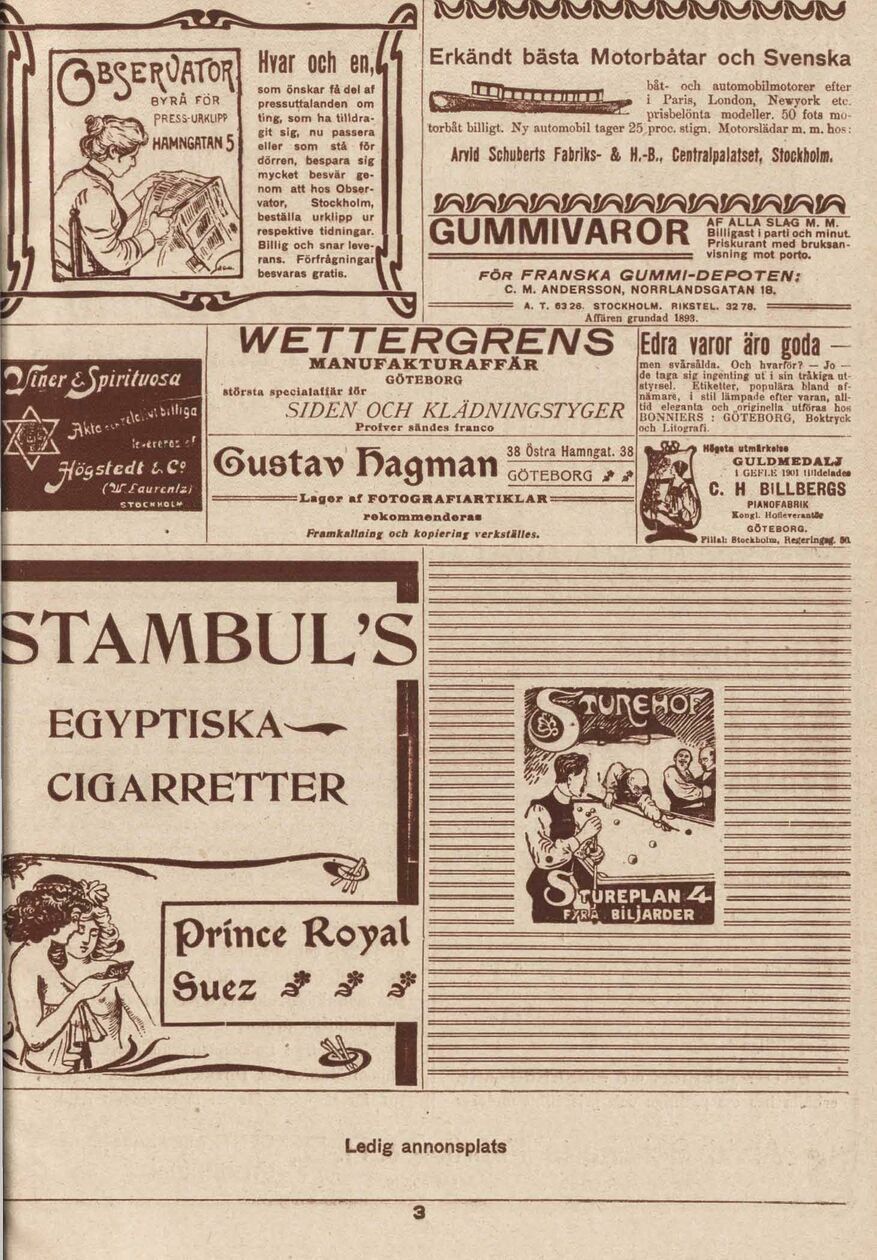 OBSERVATOR
BYRÅ FÖR
PRESS-URKLIPP
HAMNGATAN 5
Hvar och en,
som önskar få del af
pressuttalanden om
ting, som ha tilldra-
git sig, nu passera
eller som stå för
dörren, bespara sig
mycket besvär ge-
nom att hos Obser-
vator, Stockholm,
beställa urklipp ur
respektive tidningar.
Billig och snar leve-
rans. Förfrågningar
besvaras gratis.
Erkändt bästa Motorbåtar och Svenska
båt- och automobilmotorer efter
i Paris, London, Newyork etc.
prisbelönta modeller. 50 fots mo-
torbåt billigt. Ny automobil tager 25 proc. stign. Motorslädar m. m. hos:
Arvid Schuberts Fabriks- & H.-B., Centralpalatset, Stockholm.
GUMMIVAROR
AF ALLA SLAG M. M.
Billigast i parti och minut.
Priskurant med bruksan-
visning mot porto.
FÖR FRANSKA GUMMI-DEPOTEN:
C. M. ANDERSSON, NORRLANDSGATAN 18.
A. T. 6326. STOCKHOLM. RIKSTEL. 3278.
Affären grundad 1893.
Viner & Spirituosa
Äkta billiga
levereras af
Högstedt & Co
(W. Laurentz)
STOCKHOLM
WETTERGRENS
MANUFAKTURAFFÄR
GÖTEBORG
största specialaffär för
SIDEN OCH KLÄDNINGSTYGER
Profver sändes franco
Edra varor äro goda —
men svårsålda. Och hvarför? — Jo —
de taga sig ingenting ut i sin tråkiga ut-
styrsel. Etiketter, populära bland af-
nämare, i stil lämpade efter varan, all-
tid eleganta och originella utföras hos
BONNIERS : GÖTEBORG, Boktryck
och Litografi.
Gustav Hagman
38 Östra Hamngat. 38
GÖTEBORG
Lager af FOTOGRAFIARTIKLAR
rekommenderas
Framkallning och kopiering verkställes.
Högsta utmärkelse
GULDMEDALJ
i GEFLE 1901 tilldelades
C. H BILLBERGS
PIANOFABRIK
Kongl. Hofleverantör
GÖTEBORG.
Filial: Stockholm, Regeringsg. 50.
STAMBUL'S
EGYPTISKA
CIGARRETTER
SUEZ
Prince Royal
Suez
STUREHOF
STUREPLAN 4
FYRA BILJARDER
Ledig annonsplats
3